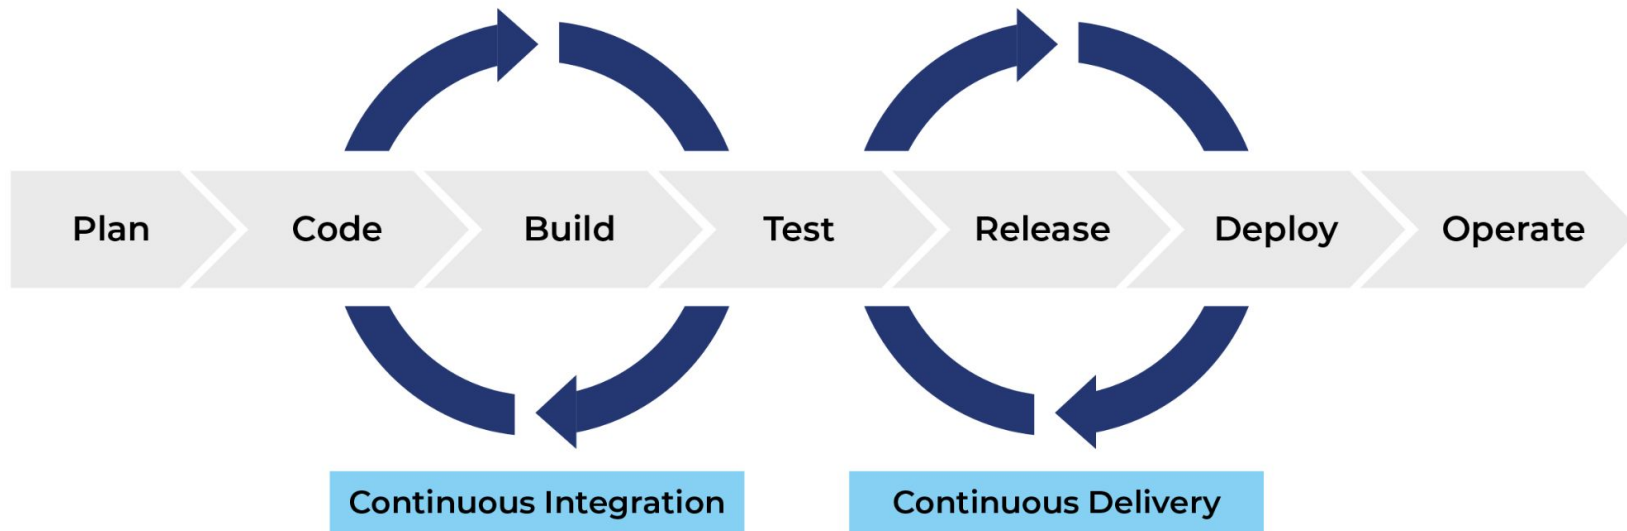 Plan
Code
Build
Test
Release
Deploy
Operate
Continuous Integration
Continuous Delivery